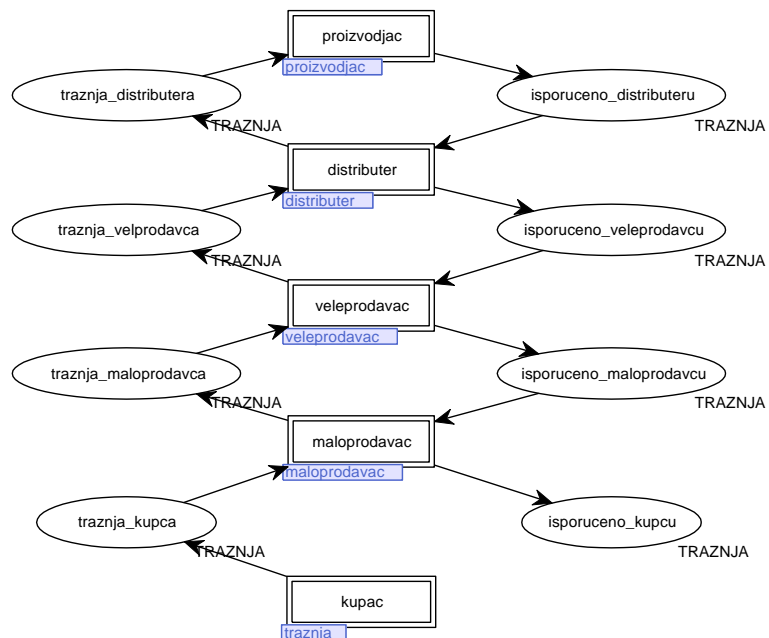 proizvodjac
proizvodjac
traznja_distributera
isporuceno_distributeru
TRAZNJA
TRAZNJA
distributer
distributer
traznja_velprodavca
isporuceno_veleprodavcu
TRAZNJA
TRAZNJA
veleprodavac
veleprodavac
traznja_maloprodavca
isporuceno_maloprodavcu
TRAZNJA
TRAZNJA
maloprodavac
maloprodavac
traznja_kupca
isporuceno_kupcu
TRAZNJA
TRAZNJA
kupac
traznja